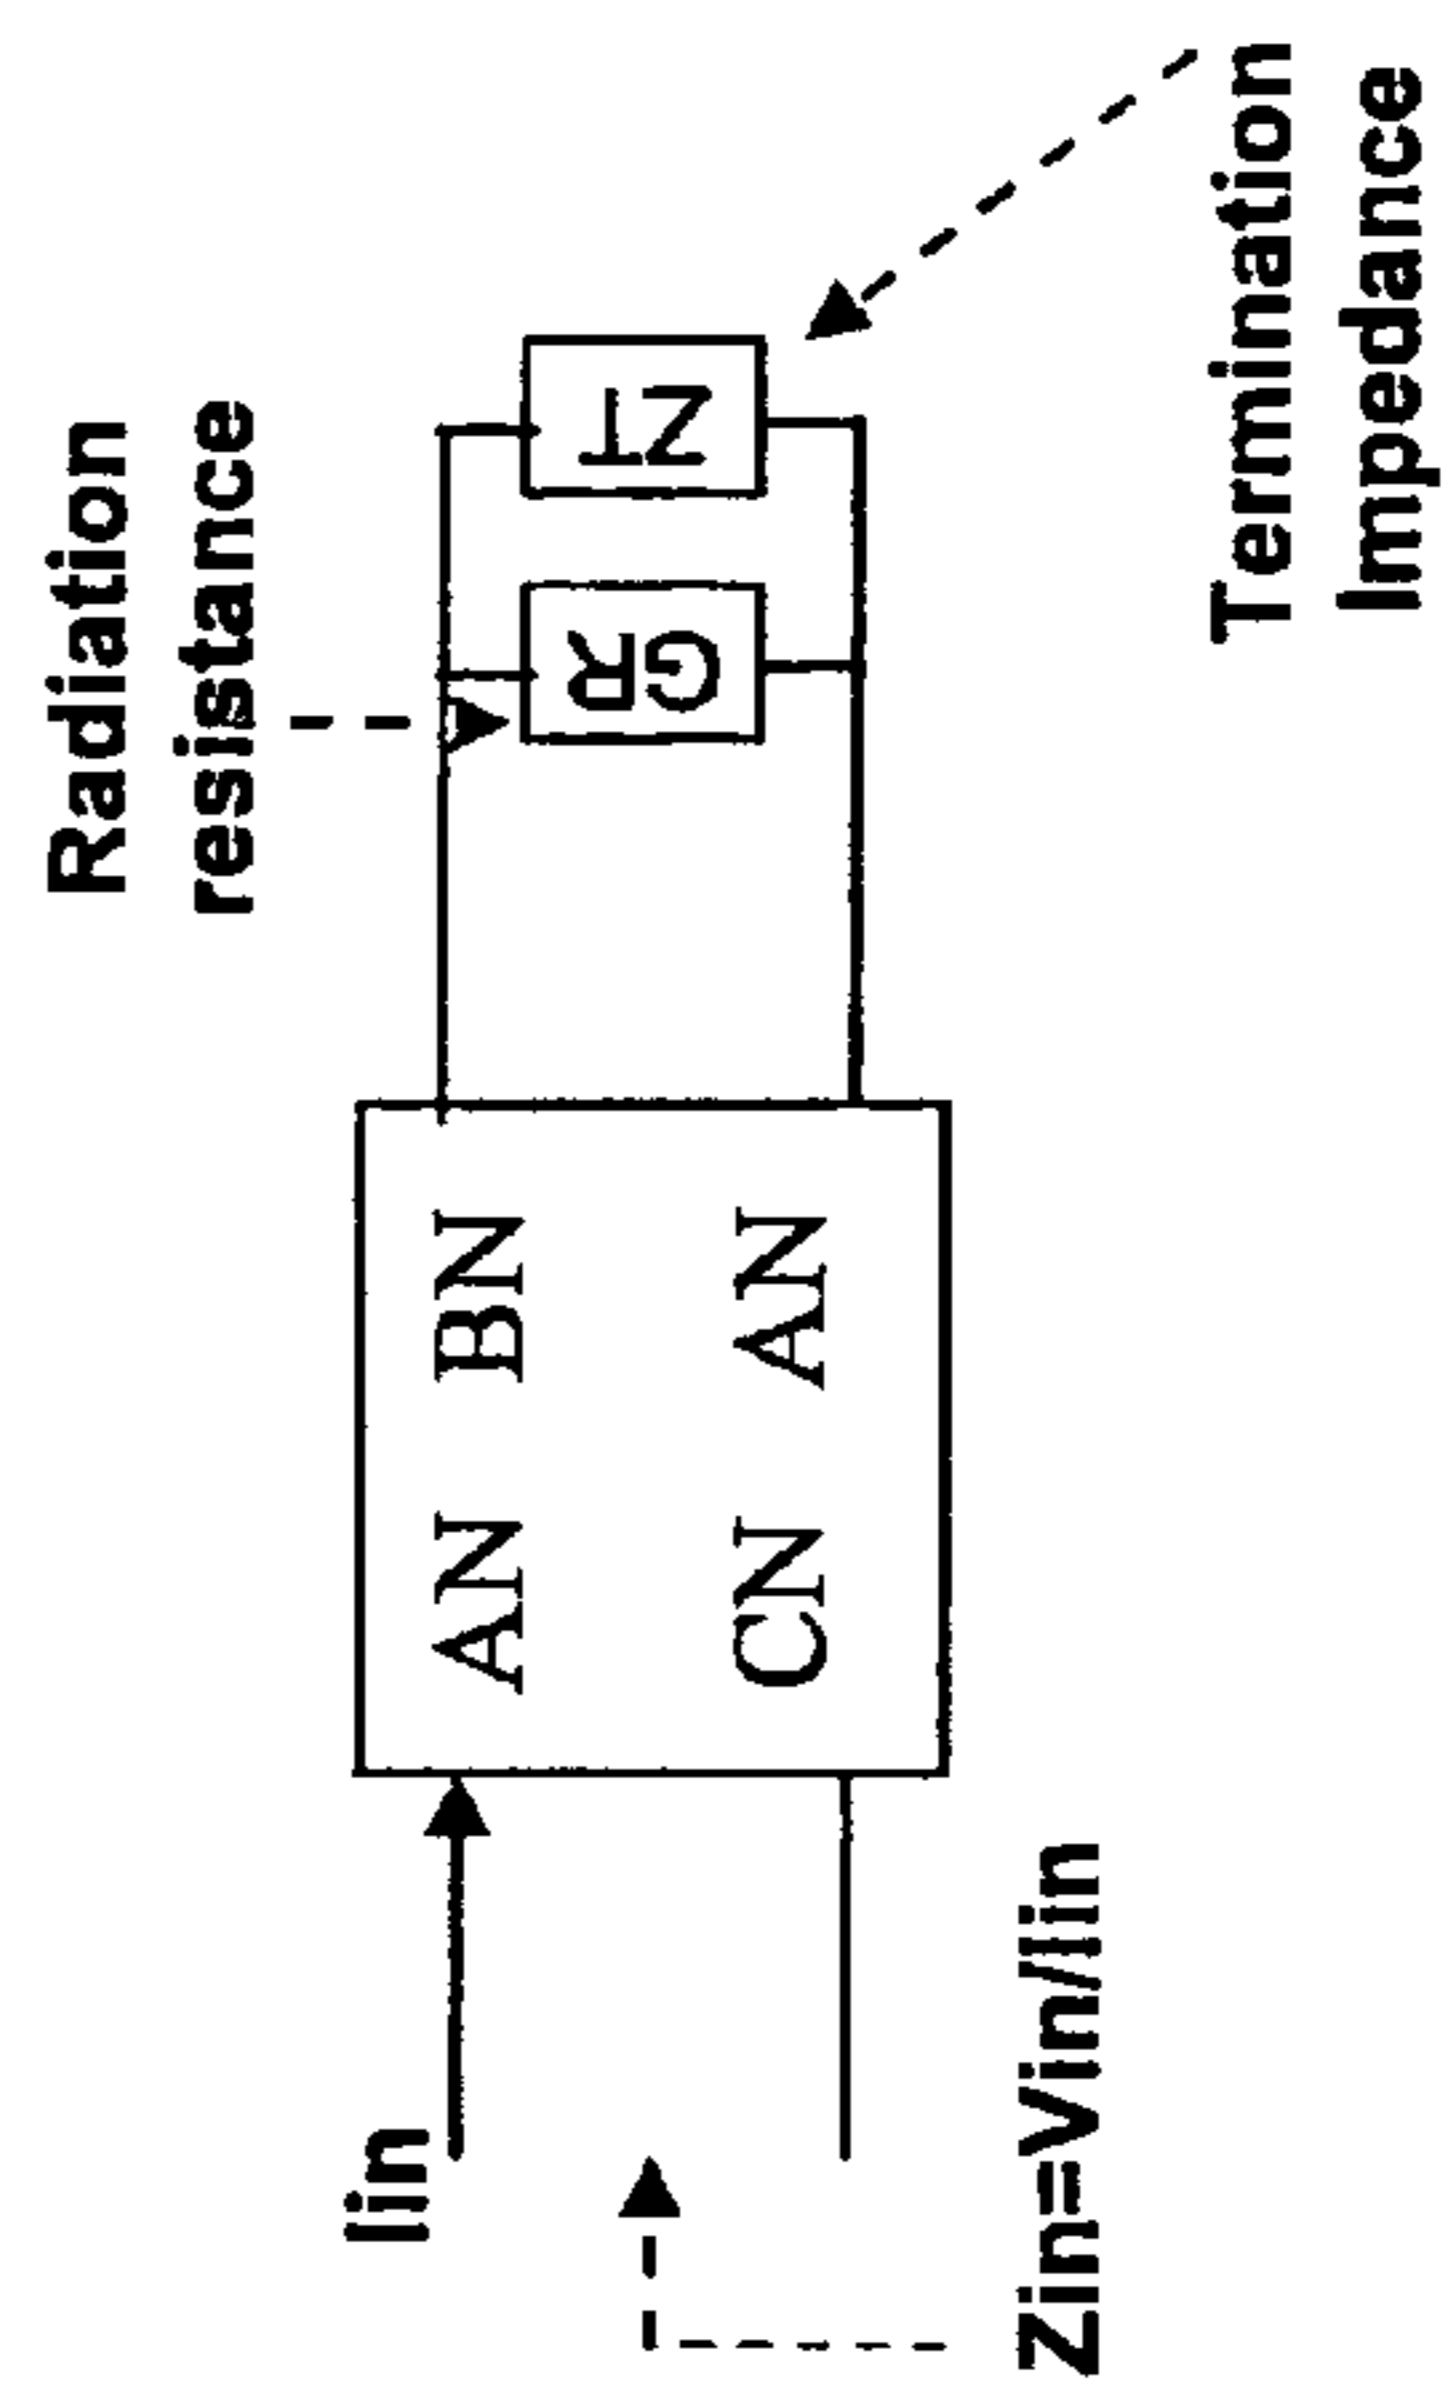 Radiation
resistance
Iin
AN BN
CN AN
GR
ZT
Zin=Vin/Iin
Termination
Impedance